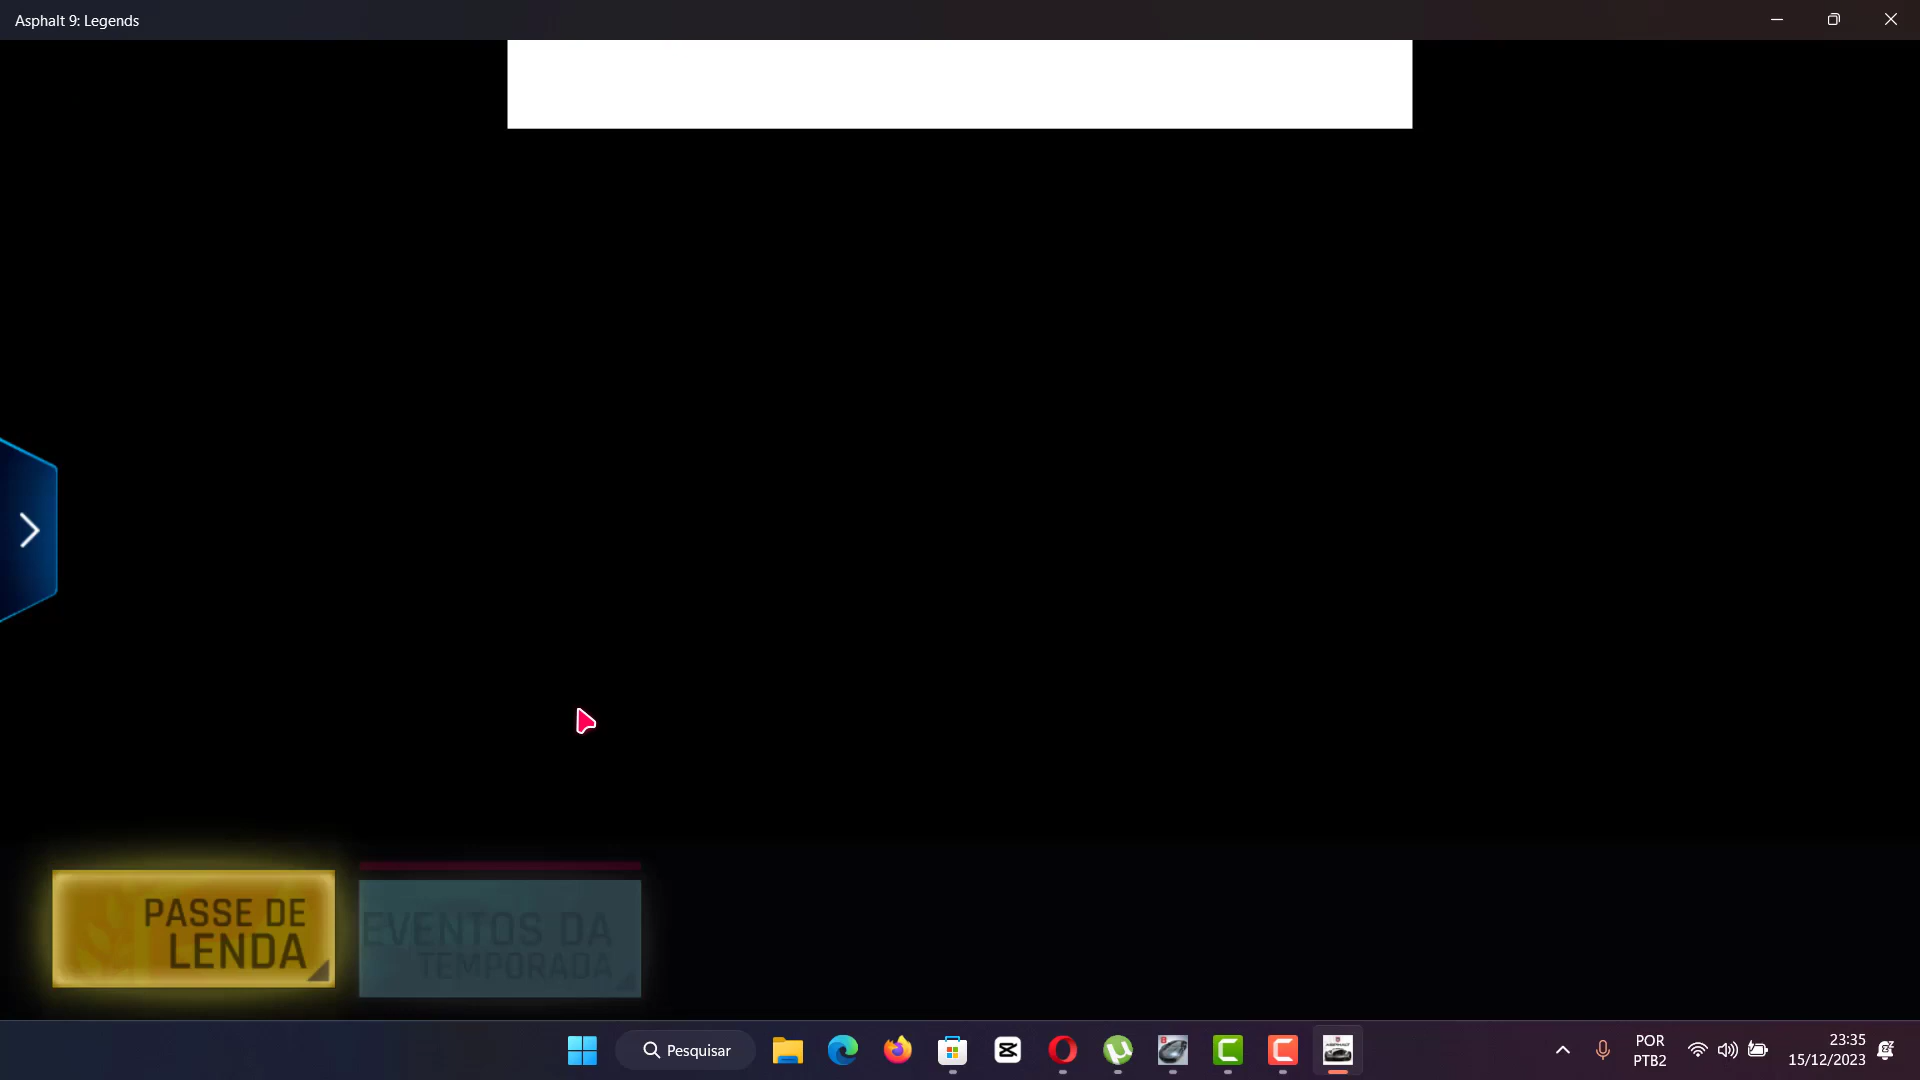 Asphalt 9: Legends
PASSE DE
LENDA
EVENTOS DA
TEMPORADA
Pesquisar
POR
PTB2
23:35
15/12/2023